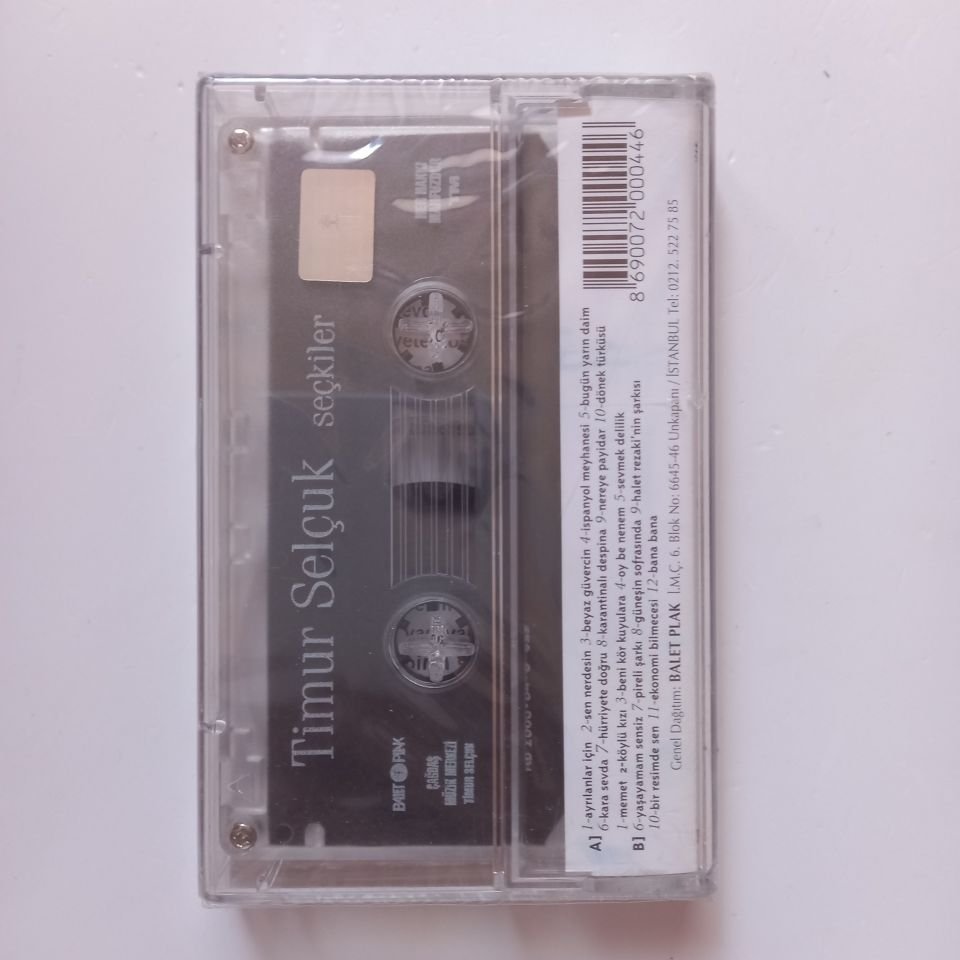 Timur Selçuk seçkiler
BALET PLAK
ÇAĞDAŞ
MÜZİK MERKEZİ
TİMUR SELÇUK
HER HAKKI
MAHFUZDUR
TM
A] 1-ayrılanlar için 2-sen nerdesin 3-beyaz güvercin 4-ispanyol meyhanesi 5-bugün yarın daim
6-kara sevda 7-hürriyete doğru 8-karantinalı despina 9-nereye payidar 10-dönek türküsü
1-memet 2-köylü kızı 3-beni kör kuyulara 4-oy be nenem 5-sevmek delilik
B] 6-yaşayamam sensiz 7-pireli şarkı 8-güneşin sofrasında 9-halet rezaki'nin şarkısı
10-bir resimde sen 11-ekonomi bilmecesi 12-bana bana
Genel Dağıtım: BALET PLAK İ.M.Ç. 6. Blok No: 6645-46 Unkapanı / İSTANBUL Tel: 0212. 522 75 85
8 690072 000446